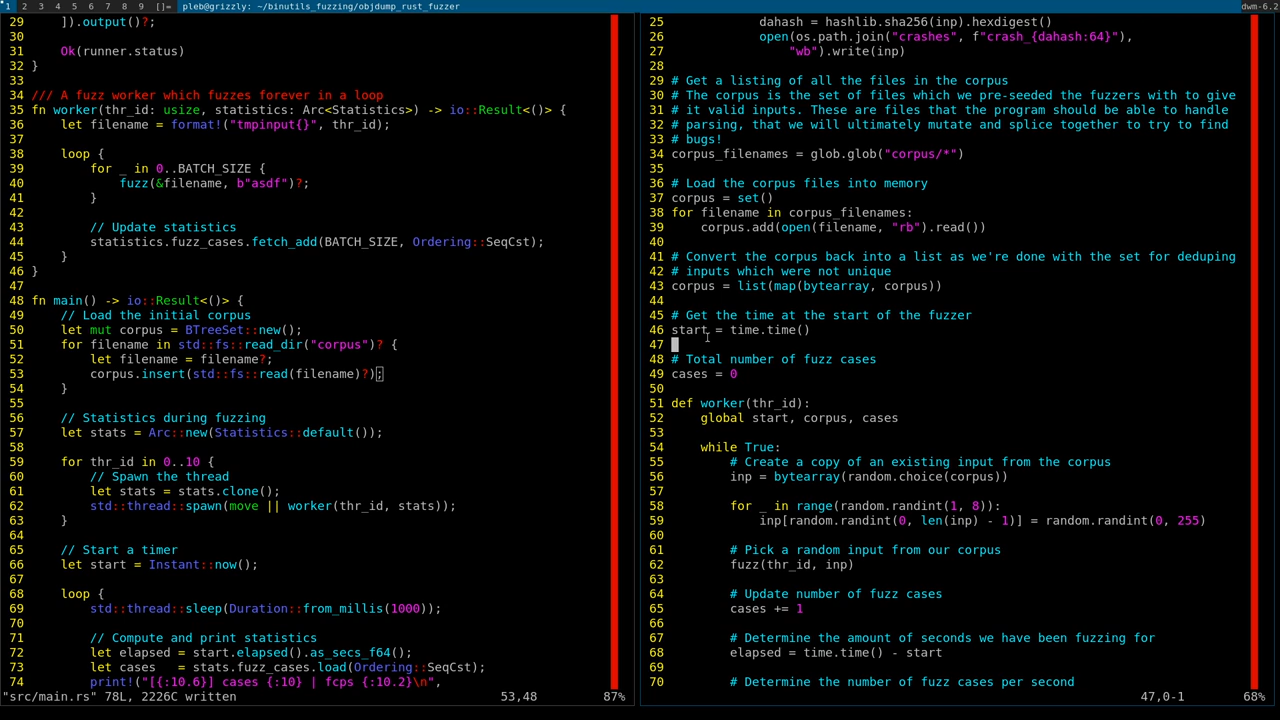 1 2 3 4 5 6 7 8 9 []= pleb@grizzly: ~/binutils_fuzzing/objdump_rust_fuzzer dwm-6.2
29     ]).output()?;
30
31     Ok(runner.status)
32 }
33
34 /// A fuzz worker which fuzzes forever in a loop
35 fn worker(thr_id: usize, statistics: Arc<Statistics>) -> io::Result<()> {
36     let filename = format!("tmpinput{}", thr_id);
37
38     loop {
39         for _ in 0..BATCH_SIZE {
40             fuzz(&filename, b"asdf")?;
41         }
42
43         // Update statistics
44         statistics.fuzz_cases.fetch_add(BATCH_SIZE, Ordering::SeqCst);
45     }
46 }
47
48 fn main() -> io::Result<()> {
49     // Load the initial corpus
50     let mut corpus = BTreeSet::new();
51     for filename in std::fs::read_dir("corpus")? {
52         let filename = filename?;
53         corpus.insert(std::fs::read(filename)?);
54     }
55
56     // Statistics during fuzzing
57     let stats = Arc::new(Statistics::default());
58
59     for thr_id in 0..10 {
60         // Spawn the thread
61         let stats = stats.clone();
62         std::thread::spawn(move || worker(thr_id, stats));
63     }
64
65     // Start a timer
66     let start = Instant::now();
67
68     loop {
69         std::thread::sleep(Duration::from_millis(1000));
70
71         // Compute and print statistics
72         let elapsed = start.elapsed().as_secs_f64();
73         let cases   = stats.fuzz_cases.load(Ordering::SeqCst);
74         print!("[{:10.6}] cases {:10} | fcps {:10.2}\n",
"src/main.rs" 78L, 2226C written 53,48 87%
25             dahash = hashlib.sha256(inp).hexdigest()
26             open(os.path.join("crashes", f"crash_{dahash:64}"),
27                 "wb").write(inp)
28
29 # Get a listing of all the files in the corpus
30 # The corpus is the set of files which we pre-seeded the fuzzers with to give
31 # it valid inputs. These are files that the program should be able to handle
32 # parsing, that we will ultimately mutate and splice together to try to find
33 # bugs!
34 corpus_filenames = glob.glob("corpus/*")
35
36 # Load the corpus files into memory
37 corpus = set()
38 for filename in corpus_filenames:
39     corpus.add(open(filename, "rb").read())
40
41 # Convert the corpus back into a list as we're done with the set for deduping
42 # inputs which were not unique
43 corpus = list(map(bytearray, corpus))
44
45 # Get the time at the start of the fuzzer
46 start = time.time()
47
48 # Total number of fuzz cases
49 cases = 0
50
51 def worker(thr_id):
52     global start, corpus, cases
53
54     while True:
55         # Create a copy of an existing input from the corpus
56         inp = bytearray(random.choice(corpus))
57
58         for _ in range(random.randint(1, 8)):
59             inp[random.randint(0, len(inp) - 1)] = random.randint(0, 255)
60
61         # Pick a random input from our corpus
62         fuzz(thr_id, inp)
63
64         # Update number of fuzz cases
65         cases += 1
66
67         # Determine the amount of seconds we have been fuzzing for
68         elapsed = time.time() - start
69
70         # Determine the number of fuzz cases per second
47,0-1 68%